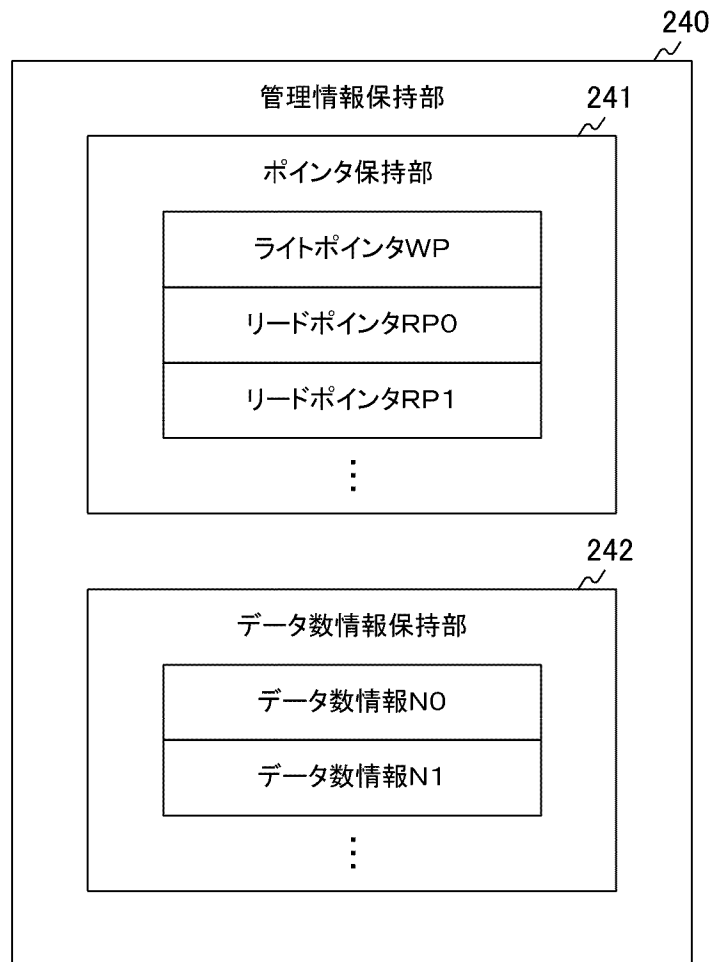 240
管理情報保持部
241
ポインタ保持部
ライトポインタWP
リードポインタRP0
リードポインタRP1
⋮
242
データ数情報保持部
データ数情報N0
データ数情報N1
⋮